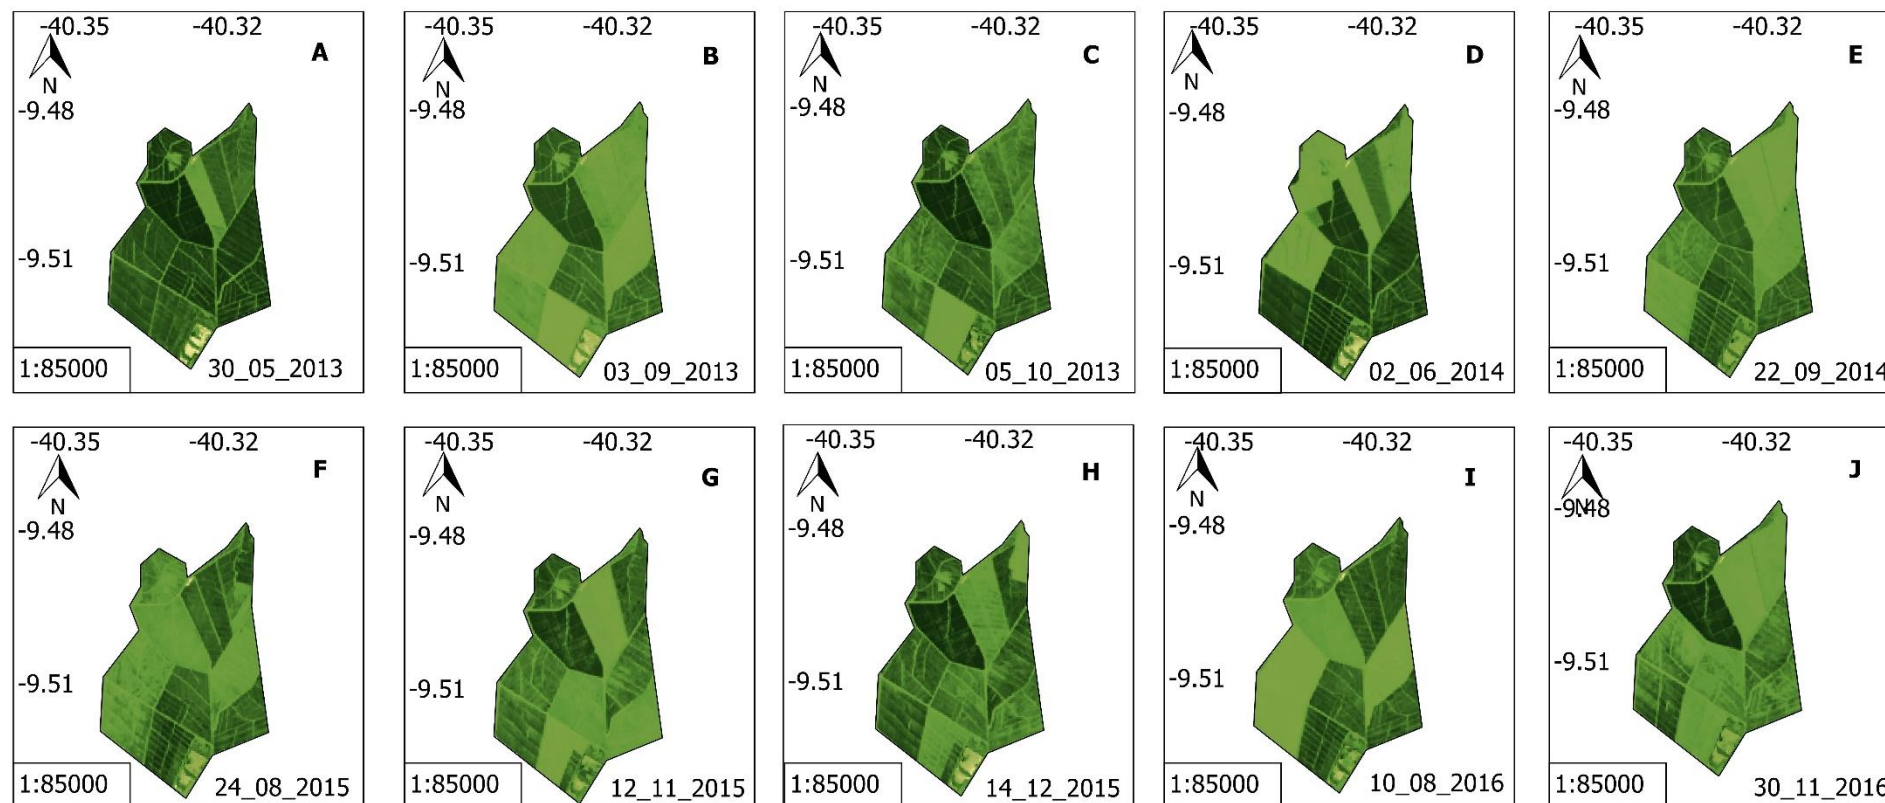 -40.35 -40.32
A
N
-9.48
-9.51
1:85000
30_05_2013
-40.35 -40.32
B
N
-9.48
-9.51
1:85000
03_09_2013
-40.35 -40.32
C
N
-9.48
-9.51
1:85000
05_10_2013
-40.35 -40.32
D
N
-9.48
-9.51
1:85000
02_06_2014
-40.35 -40.32
E
N
-9.48
-9.51
1:85000
22_09_2014
-40.35 -40.32
F
N
-9.48
-9.51
1:85000
24_08_2015
-40.35 -40.32
G
N
-9.48
-9.51
1:85000
12_11_2015
-40.35 -40.32
H
N
-9.48
-9.51
1:85000
14_12_2015
-40.35 -40.32
I
N
-9.48
-9.51
1:85000
10_08_2016
-40.35 -40.32
J
N
-9.48
-9.51
1:85000
30_11_2016